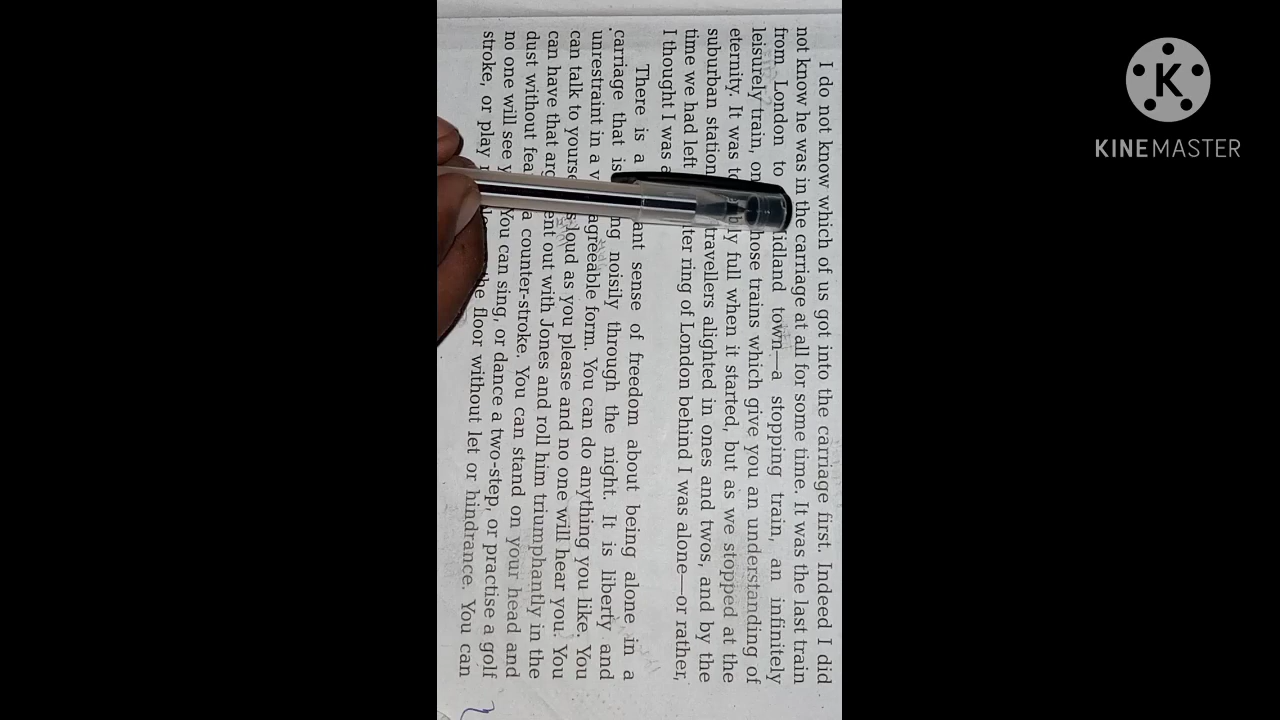 I do not know which of us got into the carriage first. Indeed I did
not know he was in the carriage at all for some time. It was the last train
from London to idland town—a stopping train, an infinitely
leisurely train, on hose trains which give you an understanding of
eternity. It was to bly full when it started, but as we stopped at the
suburban station travellers alighted in ones and twos, and by the
time we had left ter ring of London behind I was alone—or rather,
I thought I was a
There is a ant sense of freedom about being alone in a
carriage that is ng noisily through the night. It is liberty and
unrestraint in a v agreeable form. You can do anything you like. You
can talk to yourse s loud as you please and no one will hear you. You
can have that arg ent out with Jones and roll him triumphantly in the
dust without fea a counter-stroke. You can stand on your head and
no one will see y You can sing, or dance a two-step, or practise a golf
stroke, or play the floor without let or hindrance. You can
K
KINEMASTER